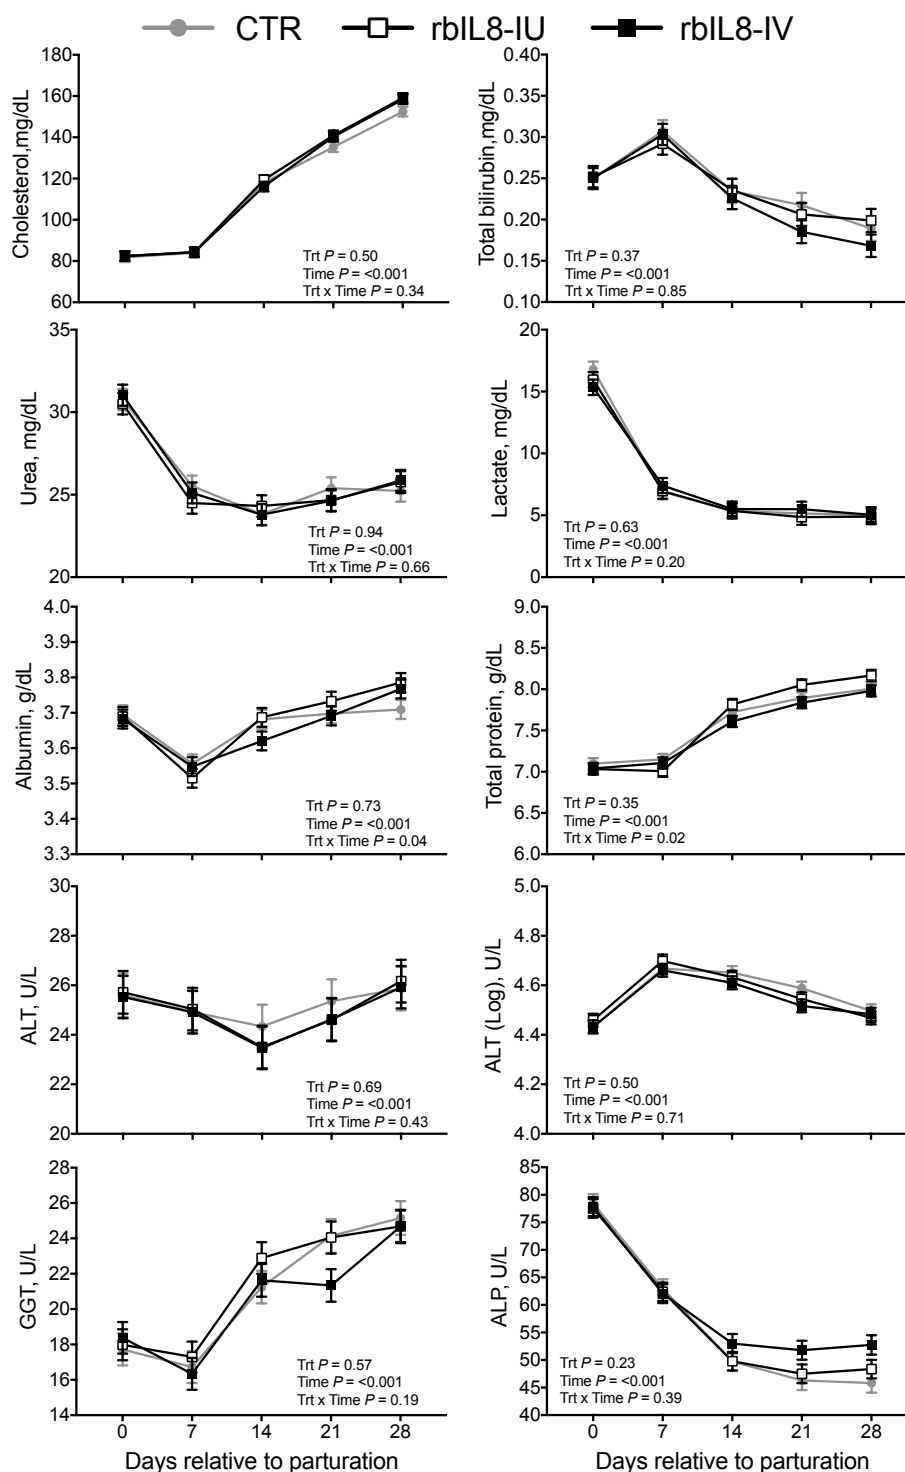 CTR rbIL8-IU rbIL8-IV
Cholesterol,mg/dL
180
160
140
120
100
80
60
Trt P = 0.50
Time P = <0.001
Trt x Time P = 0.34
Total bilirubin,mg/dL
0.40
0.35
0.30
0.25
0.20
0.15
0.10
Trt P = 0.37
Time P = <0.001
Trt x Time P = 0.85
Urea, mg/dL
35
30
25
20
Trt P = 0.94
Time P = <0.001
Trt x Time P = 0.66
Lactate, mg/dL
20
15
10
5
0
Trt P = 0.63
Time P = <0.001
Trt x Time P = 0.20
Albumin, g/dL
4.0
3.9
3.8
3.7
3.6
3.5
3.4
3.3
Trt P = 0.73
Time P = <0.001
Trt x Time P = 0.04
Total protein, g/dL
9.0
8.5
8.0
7.5
7.0
6.5
6.0
Trt P = 0.35
Time P = <0.001
Trt x Time P = 0.02
ALT, U/L
30
28
26
24
22
20
Trt P = 0.69
Time P = <0.001
Trt x Time P = 0.43
ALT (Log), U/L
5.0
4.8
4.6
4.4
4.2
4.0
Trt P = 0.50
Time P = <0.001
Trt x Time P = 0.71
GGT, U/L
28
26
24
22
20
18
16
14
Trt P = 0.57
Time P = <0.001
Trt x Time P = 0.19
0 7 14 21 28
Days relative to parturation
ALP, U/L
85
80
75
70
65
60
55
50
45
40
Trt P = 0.23
Time P = <0.001
Trt x Time P = 0.39
0 7 14 21 28
Days relative to parturation